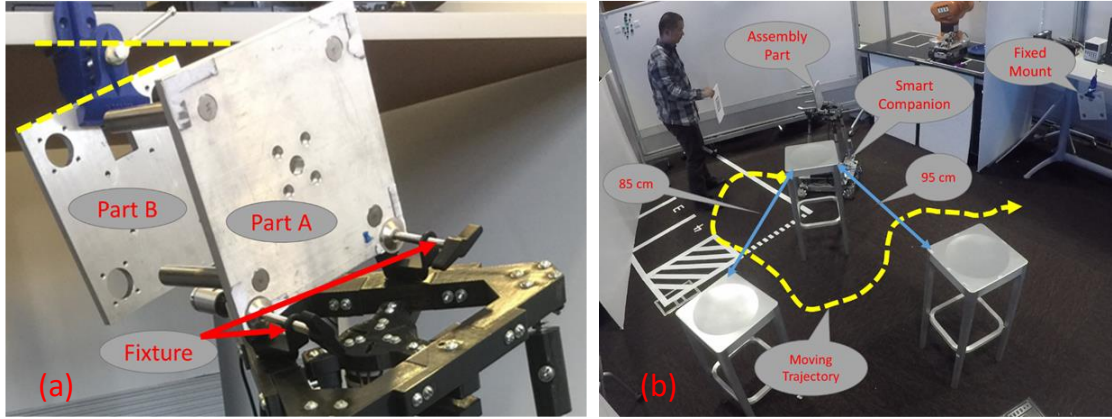 Part B
Part A
Fixture
(a)
Assembly
Part
Smart
Companion
Fixed
Mount
85 cm
95 cm
Moving
Trajectory
(b)